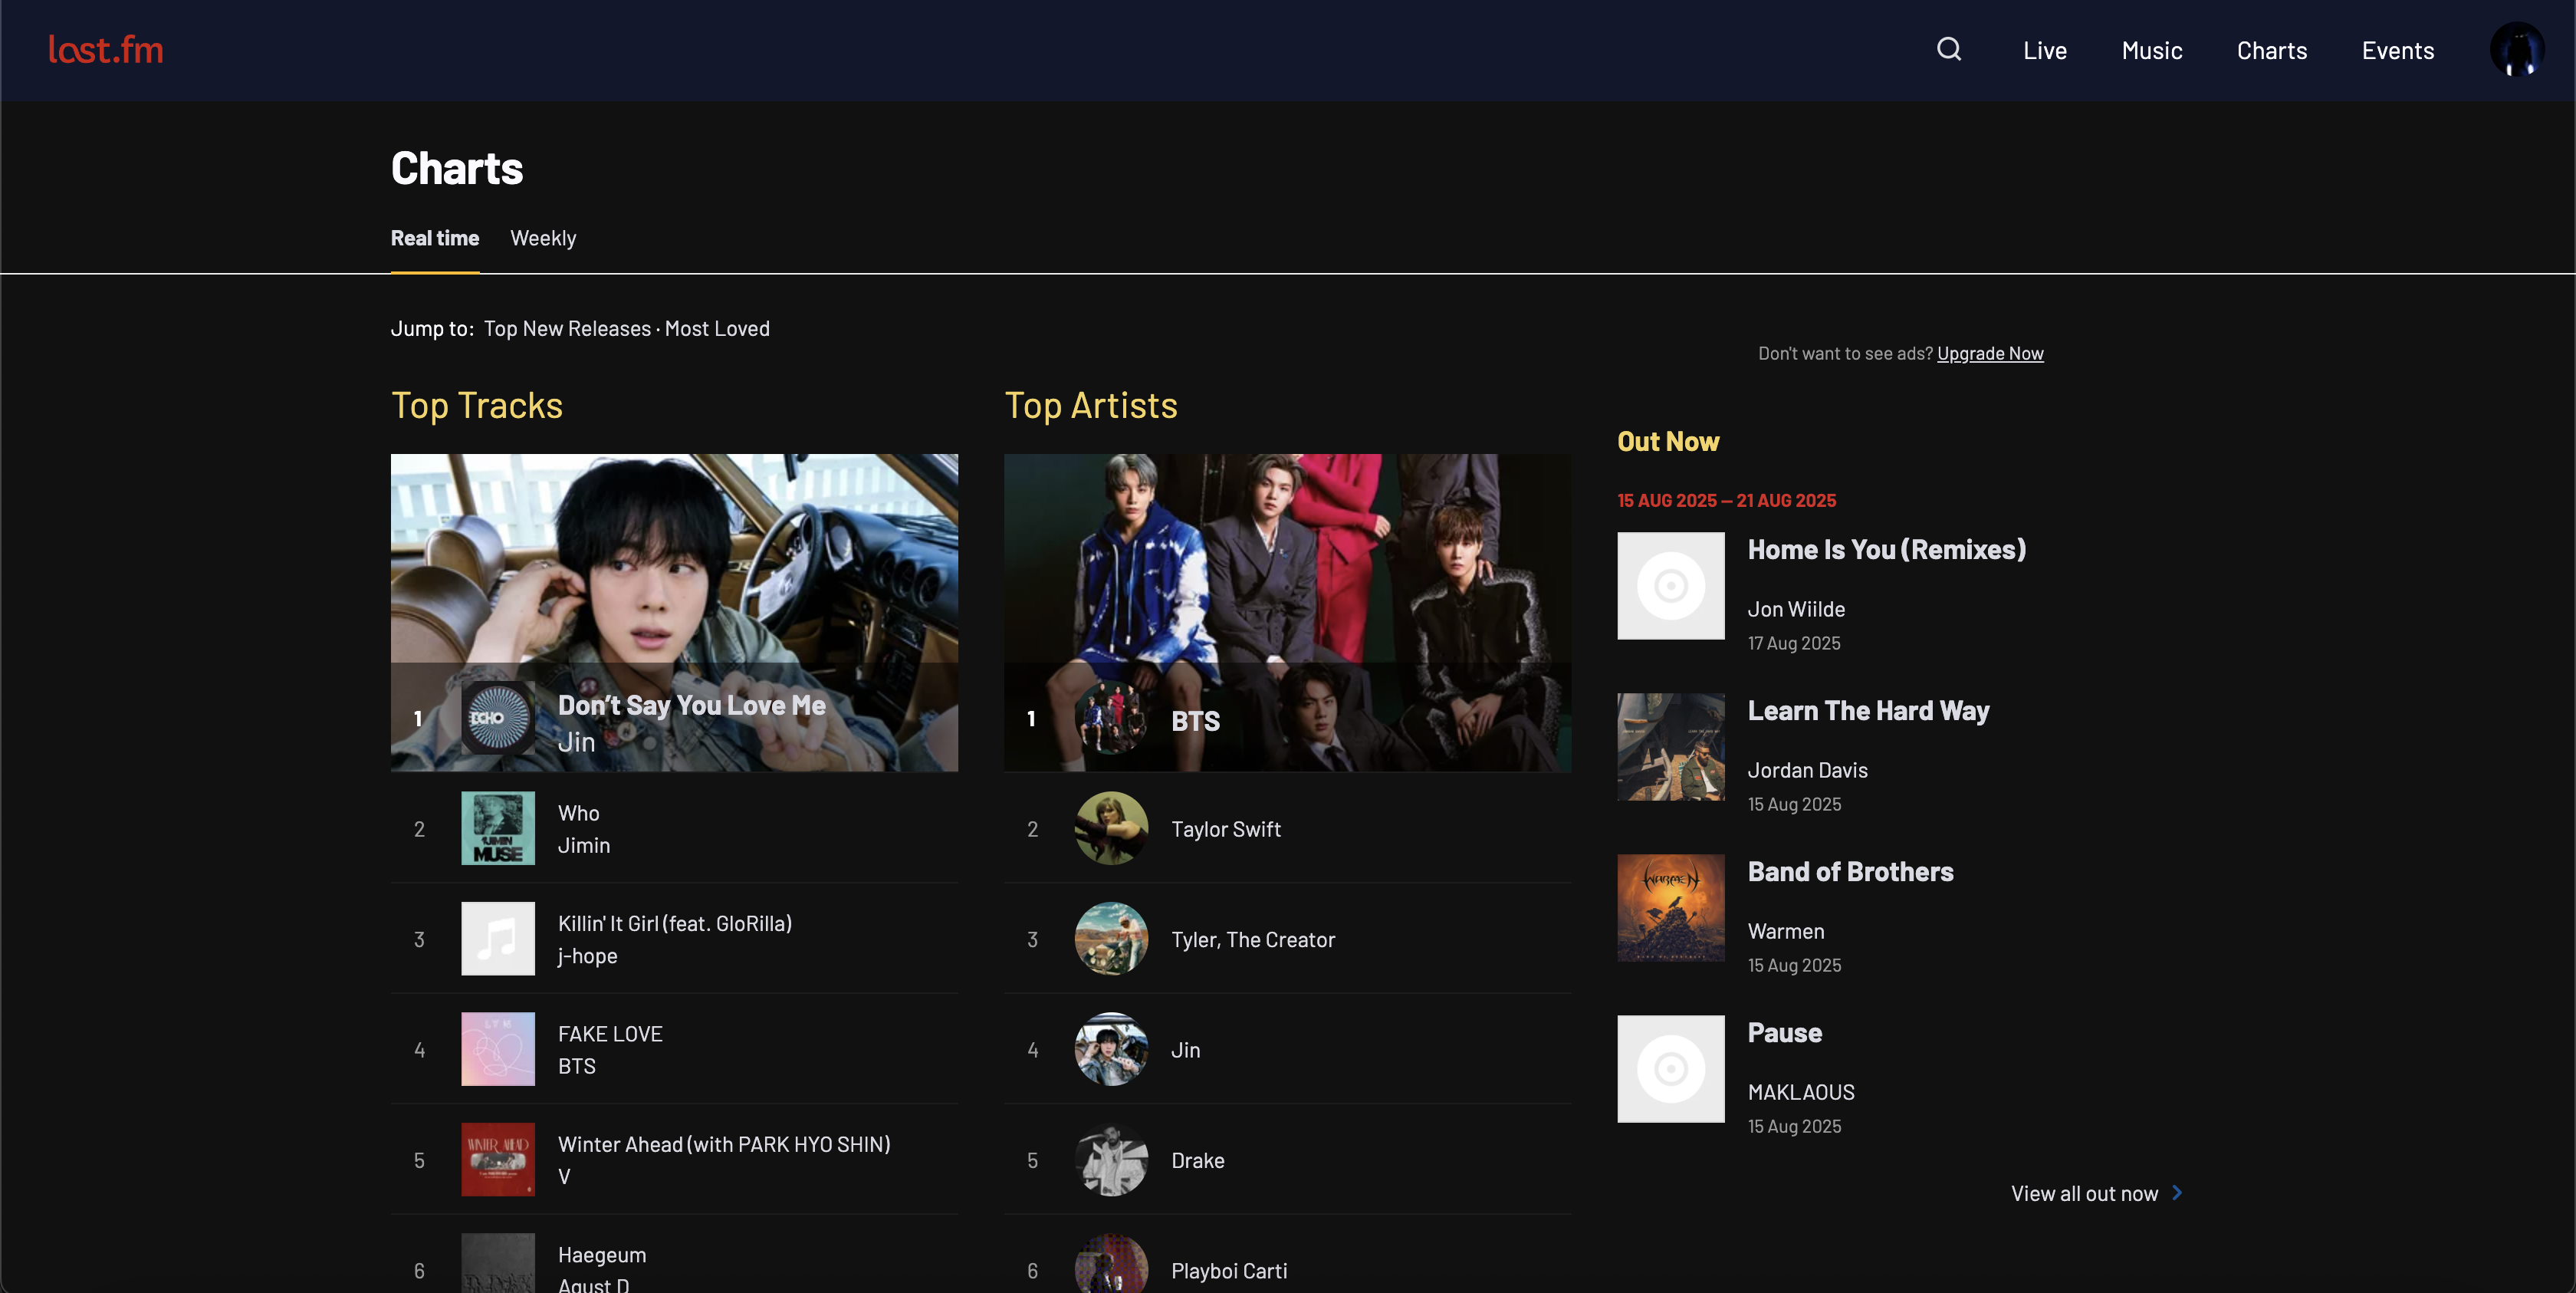 last.fm
Live
Music
Charts
Events
Charts
Real time
Weekly
Jump to: Top New Releases · Most Loved
Don't want to see ads? Upgrade Now
Top Tracks
1
ECHO
Don’t Say You Love Me
Jin
2
JIMIN
MUSE
Who
Jimin
3
Killin' It Girl (feat. GloRilla)
j-hope
4
FAKE LOVE
BTS
5
WINTER AHEAD
Winter Ahead (with PARK HYO SHIN)
V
6
Haegeum
Agust D
Top Artists
1
BTS
2
Taylor Swift
3
Tyler, The Creator
4
Jin
5
Drake
6
Playboi Carti
Out Now
15 AUG 2025 – 21 AUG 2025
Home Is You (Remixes)
Jon Wiilde
17 Aug 2025
Learn The Hard Way
Jordan Davis
15 Aug 2025
WARMEN
Band of Brothers
Warmen
15 Aug 2025
Pause
MAKLAOUS
15 Aug 2025
View all out now